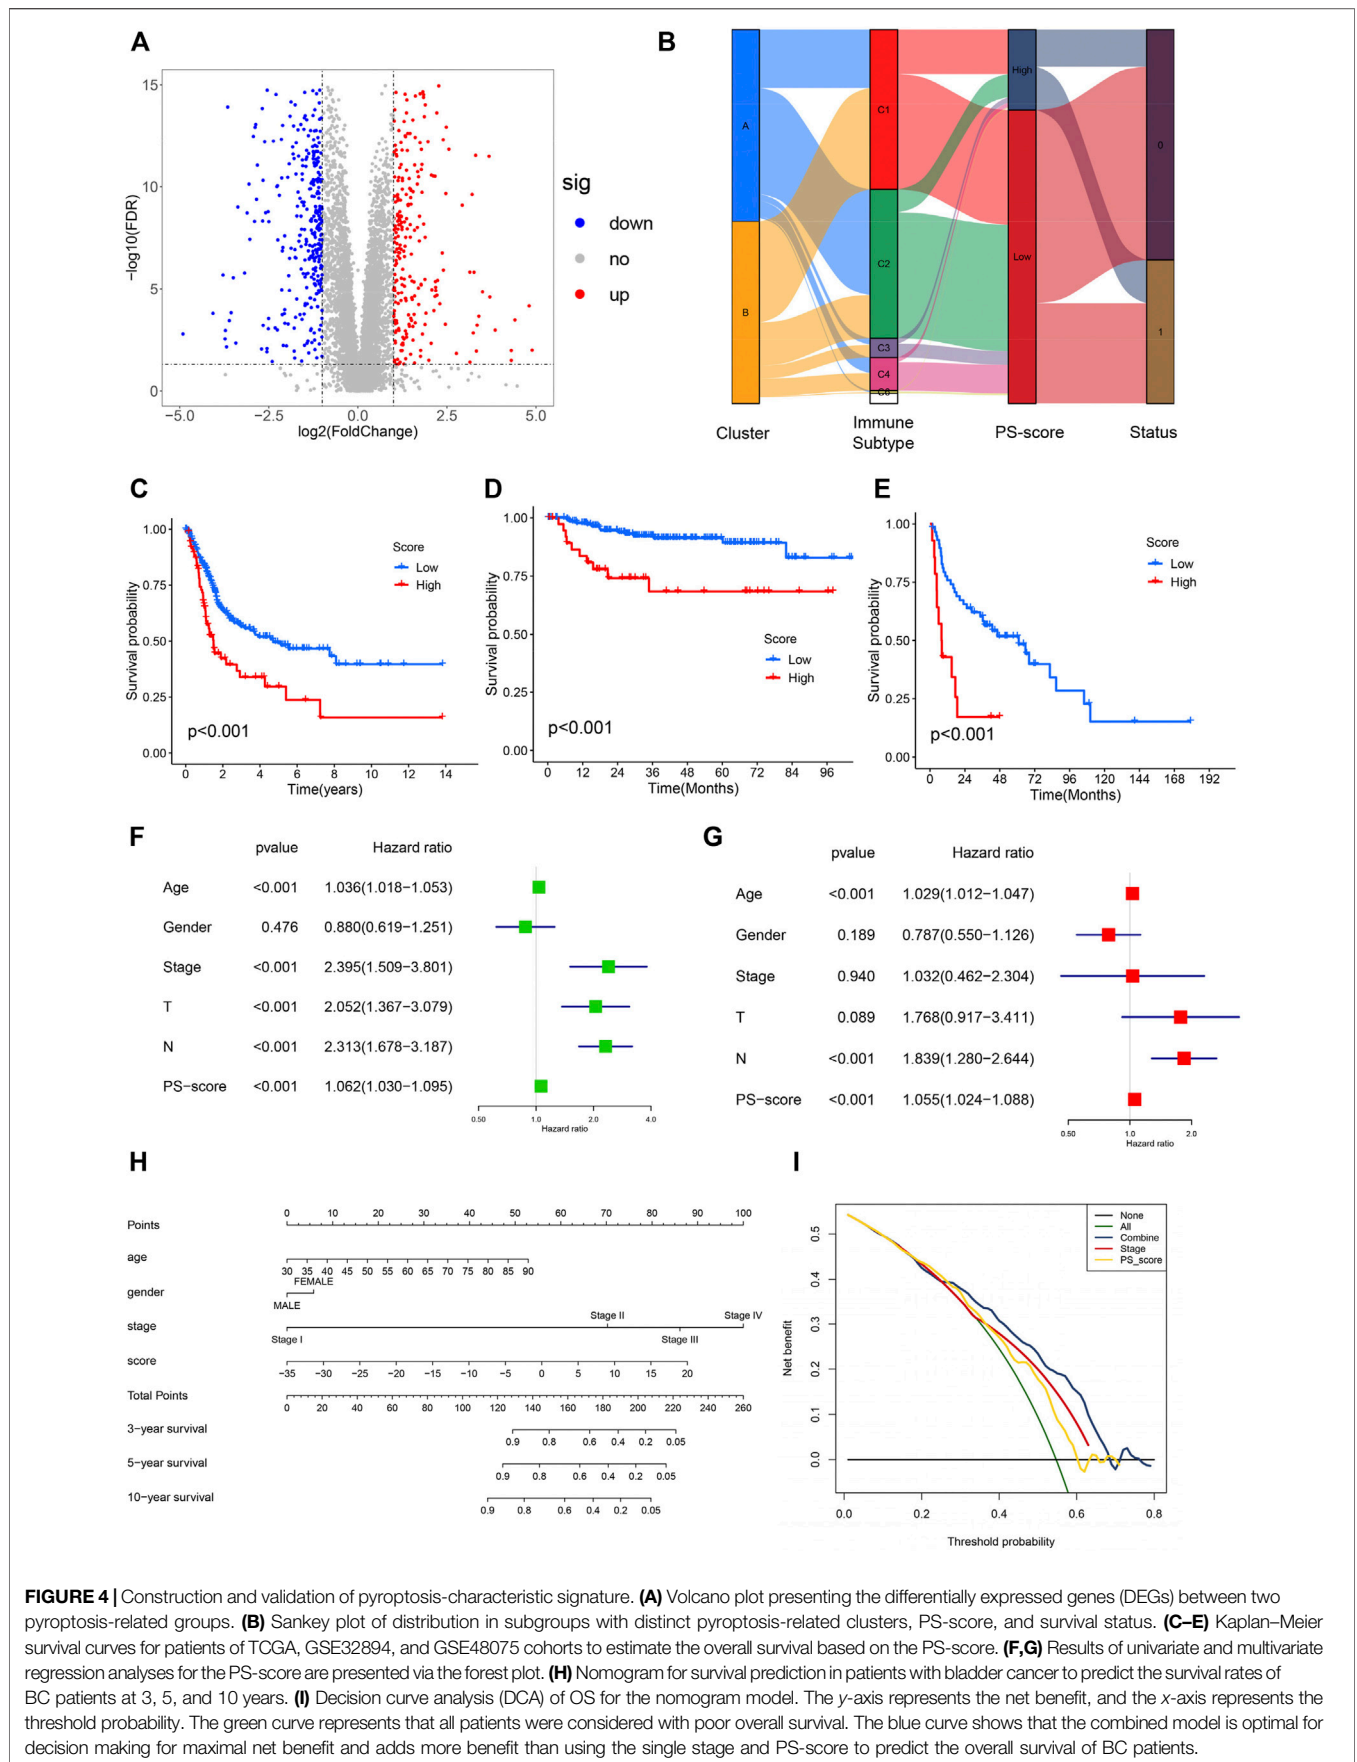 A
15
10
5
0
−log10(FDR)
−5.0 −2.5 0.0 2.5 5.0
log2(FoldChange)
sig
down
no
up
B
A
B
C1
C2
C3
C4
C6
High
Low
0
1
Cluster
Immune
Subtype
PS-score
Status
C
1.00
0.75
0.50
0.25
0.00
Survival probability
Score
Low
High
p<0.001
0 2 4 6 8 10 12 14
Time(years)
D
1.00
0.75
0.50
0.25
0.00
Survival probability
Score
Low
High
p<0.001
0 12 24 36 48 60 72 84 96
Time(Months)
E
1.00
0.75
0.50
0.25
0.00
Survival probability
Score
Low
High
p<0.001
0 24 48 72 96 120 144 168 192
Time(Months)
F
pvalue Hazard ratio
Age <0.001 1.036(1.018−1.053)
Gender 0.476 0.880(0.619−1.251)
Stage <0.001 2.395(1.509−3.801)
T <0.001 2.052(1.367−3.079)
N <0.001 2.313(1.678−3.187)
PS−score <0.001 1.062(1.030−1.095)
0.50 1.0 2.0 4.0
Hazard ratio
G
pvalue Hazard ratio
Age <0.001 1.029(1.012−1.047)
Gender 0.189 0.787(0.550−1.126)
Stage 0.940 1.032(0.462−2.304)
T 0.089 1.768(0.917−3.411)
N <0.001 1.839(1.280−2.644)
PS−score <0.001 1.055(1.024−1.088)
0.50 1.0 2.0
Hazard ratio
H
Points
0 10 20 30 40 50 60 70 80 90 100
age
30 35 40 45 50 55 60 65 70 75 80 85 90
gender
FEMALE
MALE
stage
Stage II Stage IV
Stage I Stage III
score
−35 −30 −25 −20 −15 −10 −5 0 5 10 15 20
Total Points
0 20 40 60 80 100 120 140 160 180 200 220 240 260
3−year survival
0.9 0.8 0.6 0.4 0.2 0.05
5−year survival
0.9 0.8 0.6 0.4 0.2 0.05
10−year survival
0.9 0.8 0.6 0.4 0.2 0.05
I
None
All
Combine
Stage
PS_score
0.5
0.4
0.3
0.2
0.1
0.0
Net benefit
0.0 0.2 0.4 0.6 0.8
Threshold probability
FIGURE 4 | Construction and validation of pyroptosis-characteristic signature. (A) Volcano plot presenting the differentially expressed genes (DEGs) between two
pyroptosis-related groups. (B) Sankey plot of distribution in subgroups with distinct pyroptosis-related clusters, PS-score, and survival status. (C–E) Kaplan–Meier
survival curves for patients of TCGA, GSE32894, and GSE48075 cohorts to estimate the overall survival based on the PS-score. (F,G) Results of univariate and multivariate
regression analyses for the PS-score are presented via the forest plot. (H) Nomogram for survival prediction in patients with bladder cancer to predict the survival rates of
BC patients at 3, 5, and 10 years. (I) Decision curve analysis (DCA) of OS for the nomogram model. The y-axis represents the net benefit, and the x-axis represents the
threshold probability. The green curve represents that all patients were considered with poor overall survival. The blue curve shows that the combined model is optimal for
decision making for maximal net benefit and adds more benefit than using the single stage and PS-score to predict the overall survival of BC patients.